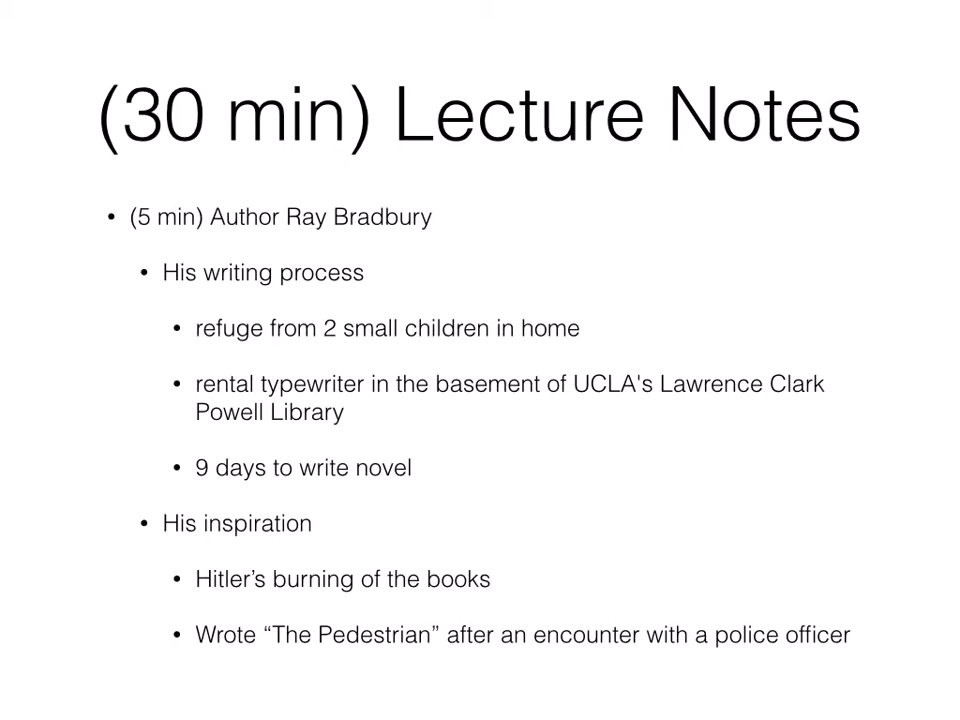 (30 min) Lecture Notes
• (5 min) Author Ray Bradbury
• His writing process
• refuge from 2 small children in home
• rental typewriter in the basement of UCLA's Lawrence Clark
Powell Library
• 9 days to write novel
• His inspiration
• Hitler’s burning of the books
• Wrote “The Pedestrian” after an encounter with a police officer